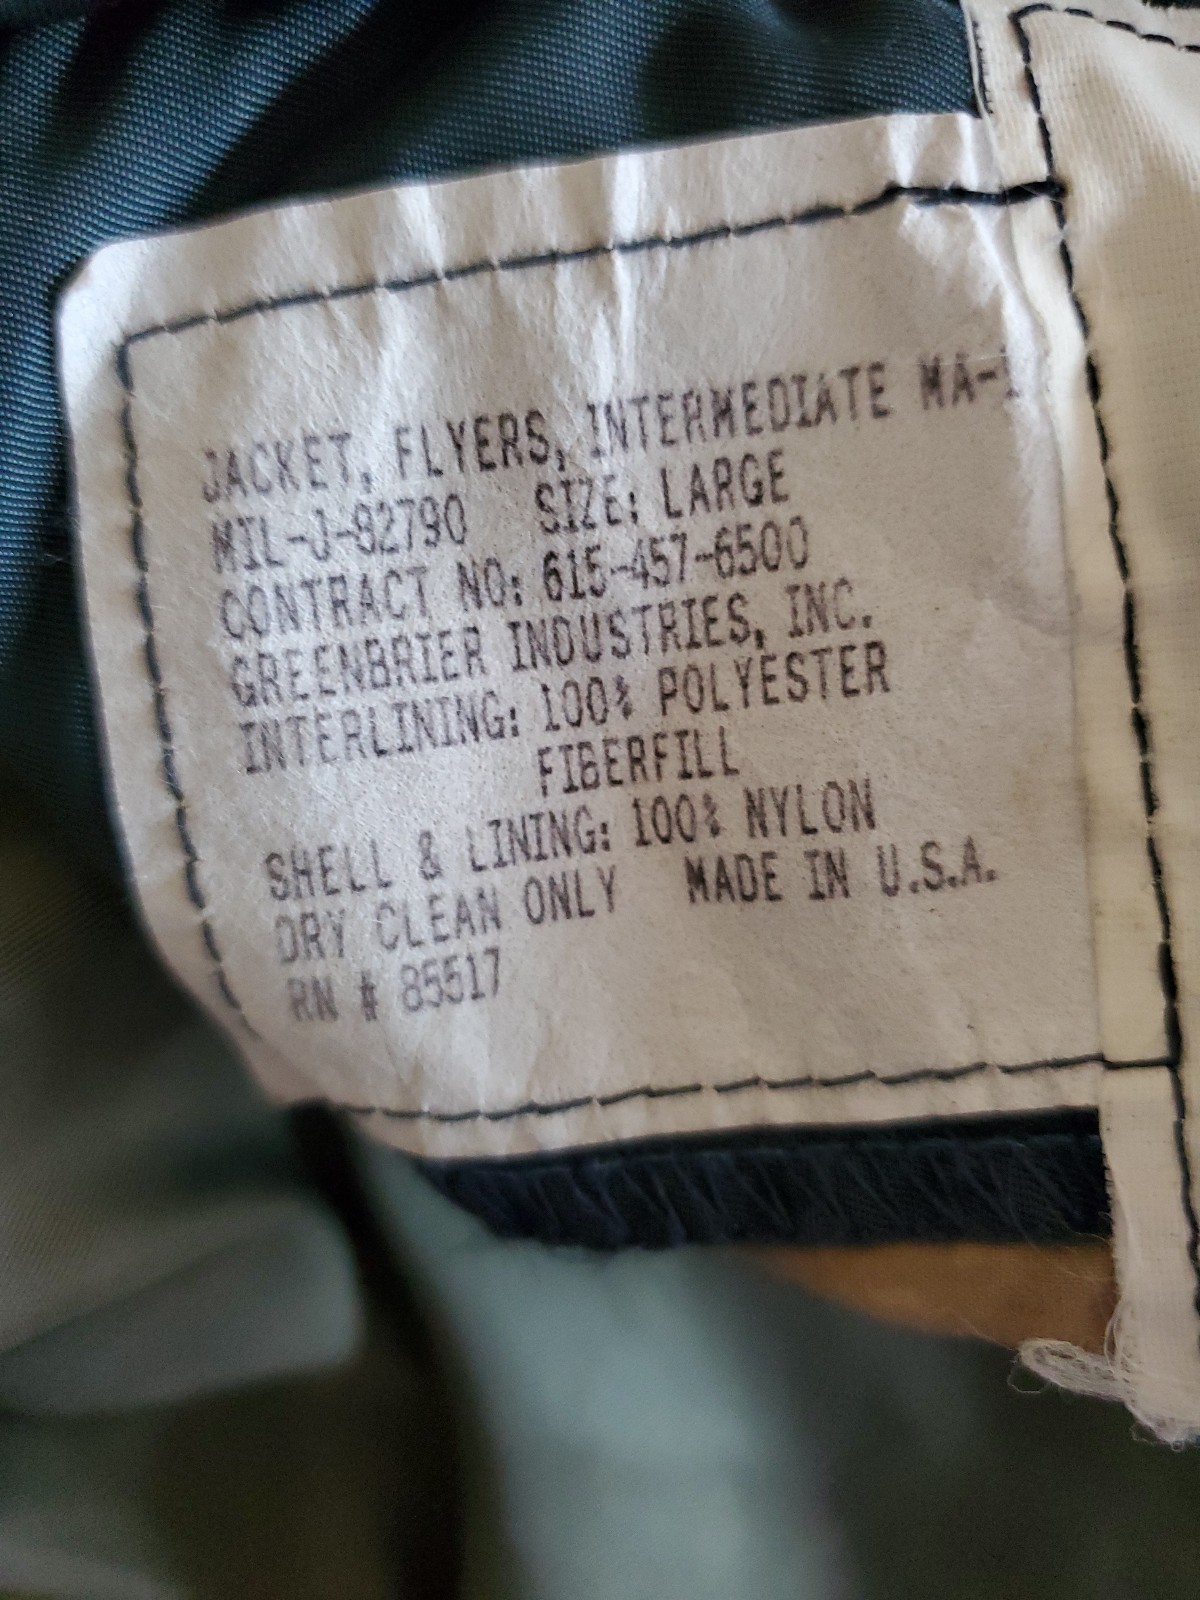 JACKET, FLYERS, INTERMEDIATE MA-1
MIL-J-82790 SIZE: LARGE
CONTRACT NO: 615-457-6500
GREENBRIER INDUSTRIES, INC.
INTERLINING: 100% POLYESTER
FIBERFILL
SHELL & LINING: 100% NYLON
DRY CLEAN ONLY MADE IN U.S.A.
RN # 85517